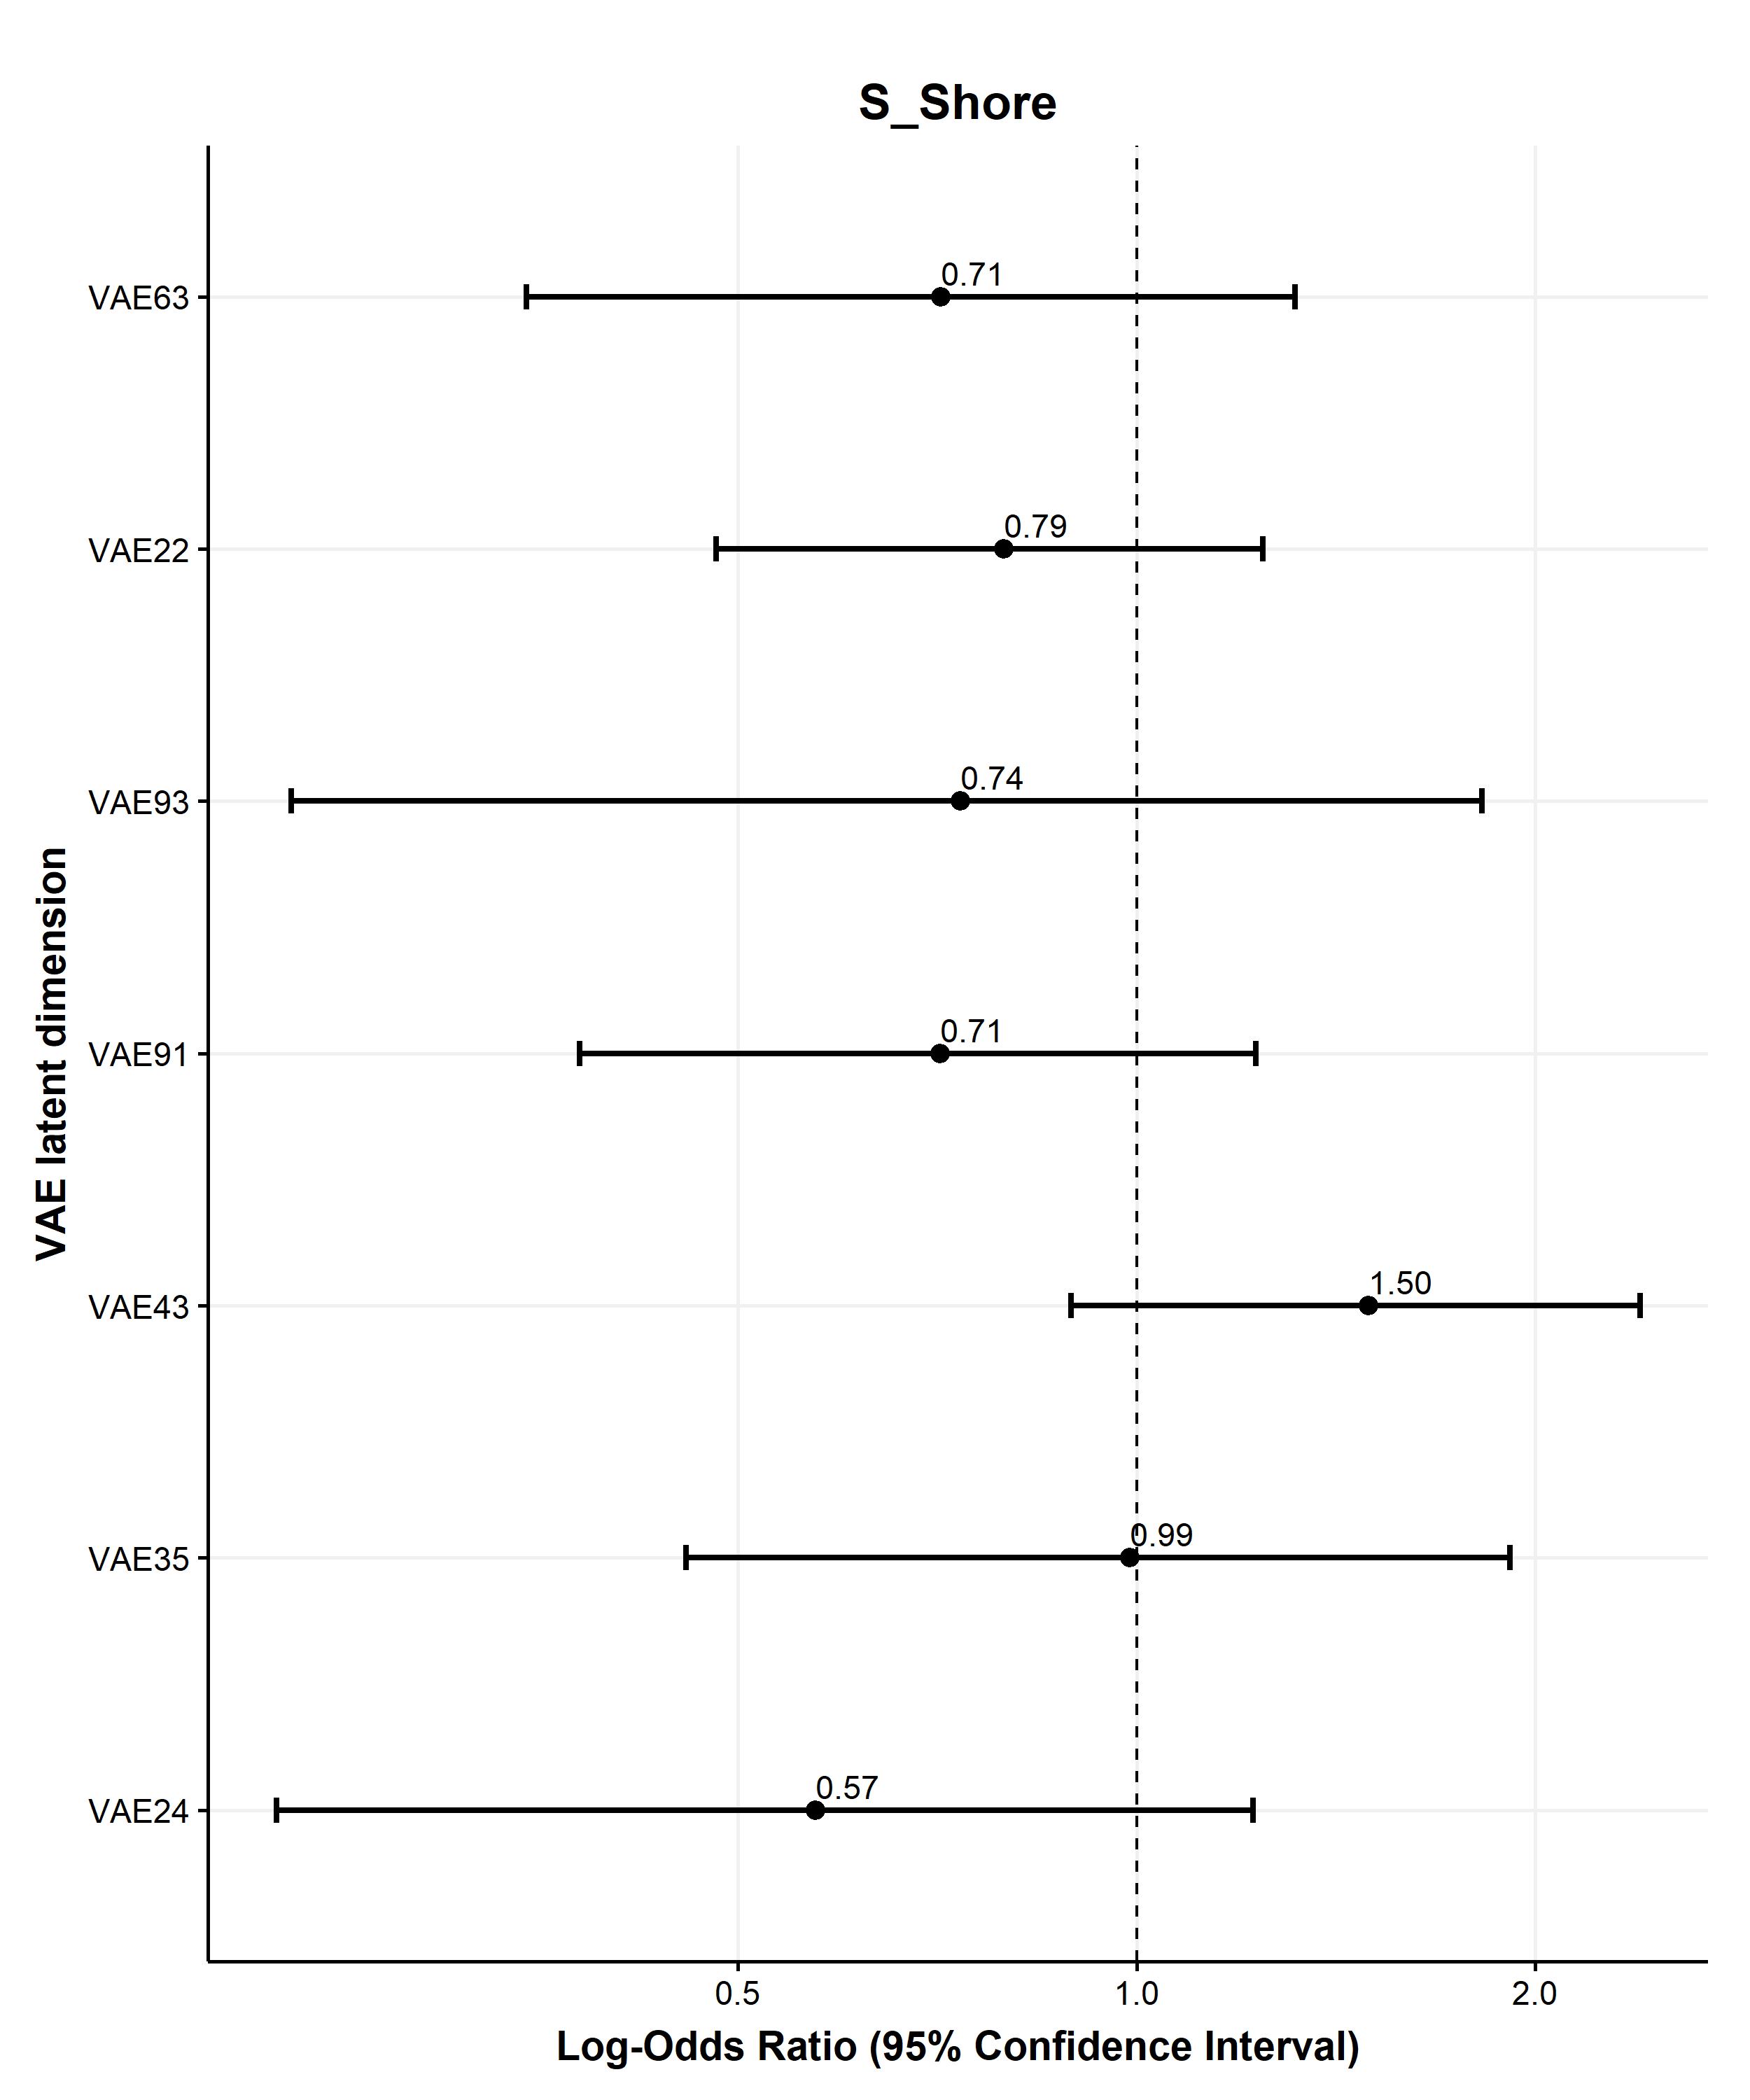 S_Shore
VAE latent dimension
VAE63
0.71
VAE22
0.79
VAE93
0.74
VAE91
0.71
VAE43
1.50
VAE35
0.99
VAE24
0.57
0.5
1.0
2.0
Log-Odds Ratio (95% Confidence Interval)